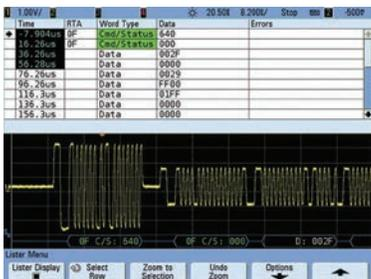 1.00V/ 20.50% 8.200%/ Stop -500
Time RTA Word Type Data Errors
-7.904us 0F Cmd/Status 640
16.26us 0F Cmd/Status 000
36.26us Data 002F
56.28us Data 0000
76.26us Data 0029
96.26us Data FF00
116.3us Data 01FF
136.3us Data 0000
156.3us Data 0000
0F C/S: 640 0F C/S: 000 D: 002F
Lister Menu
Lister Display Select Row Zoom to Selection Undo Zoom Options